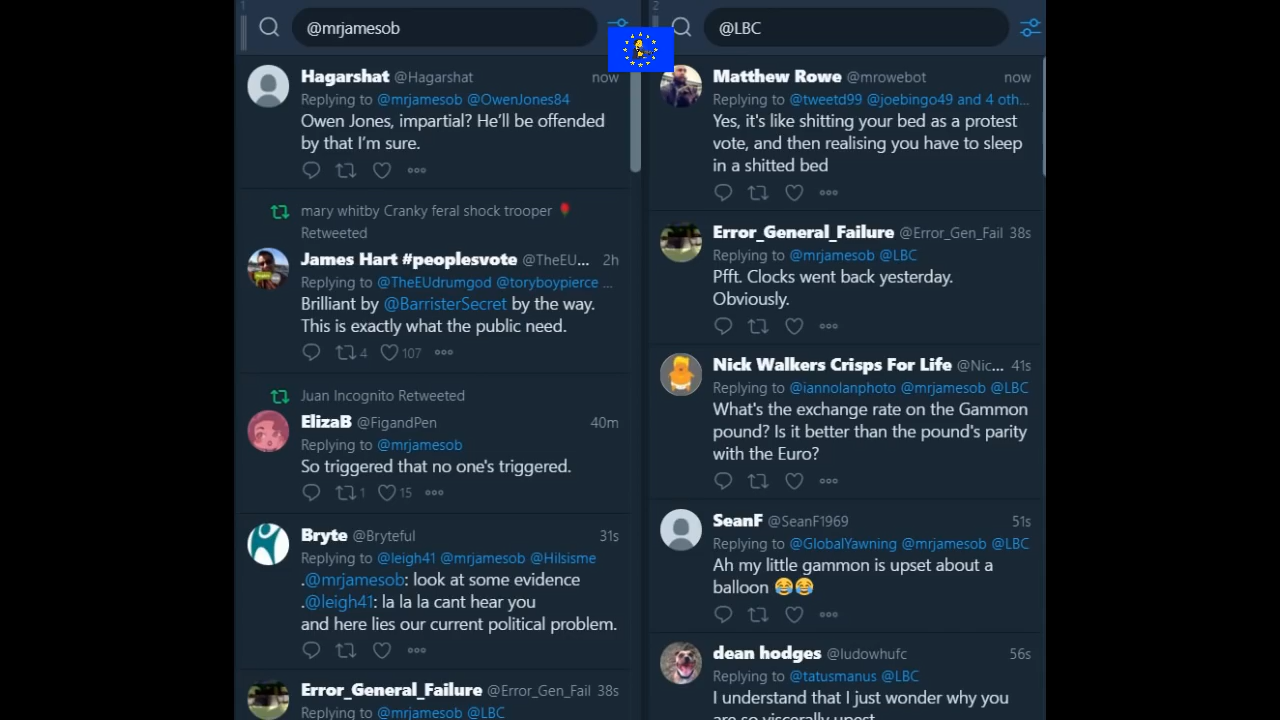 1
@mrjamesob
Hagarshat @Hagarshat now
Replying to @mrjamesob @OwenJones84
Owen Jones, impartial? He’ll be offended
by that I’m sure.
mary whitby Cranky feral shock trooper 🌹
Retweeted
James Hart #peoplesvote @TheEU... 2h
Replying to @TheEUdrumgod @toryboypierce ...
Brilliant by @BarristerSecret by the way.
This is exactly what the public need.
4 107
Juan Incognito Retweeted
ElizaB @FigandPen 40m
Replying to @mrjamesob
So triggered that no one's triggered.
1 15
Bryte @Bryteful 31s
Replying to @leigh41 @mrjamesob @Hilsisme
.@mrjamesob: look at some evidence
.@leigh41: la la la cant hear you
and here lies our current political problem.
Error_General_Failure @Error_Gen_Fail 38s
Replying to @mrjamesob @LBC
2
@LBC
Matthew Rowe @mrowebot now
Replying to @tweetd99 @joebingo49 and 4 oth...
Yes, it's like shitting your bed as a protest
vote, and then realising you have to sleep
in a shitted bed
Error_General_Failure @Error_Gen_Fail 38s
Replying to @mrjamesob @LBC
Pfft. Clocks went back yesterday.
Obviously.
Nick Walkers Crisps For Life @Nic... 41s
Replying to @iannolanphoto @mrjamesob @LBC
What's the exchange rate on the Gammon
pound? Is it better than the pound's parity
with the Euro?
SeanF @SeanF1969 51s
Replying to @GlobalYawning @mrjamesob @LBC
Ah my little gammon is upset about a
balloon 😂😂
dean hodges @ludowhufc 56s
Replying to @tatusmanus @LBC
I understand that I just wonder why you
are so viscerally upset